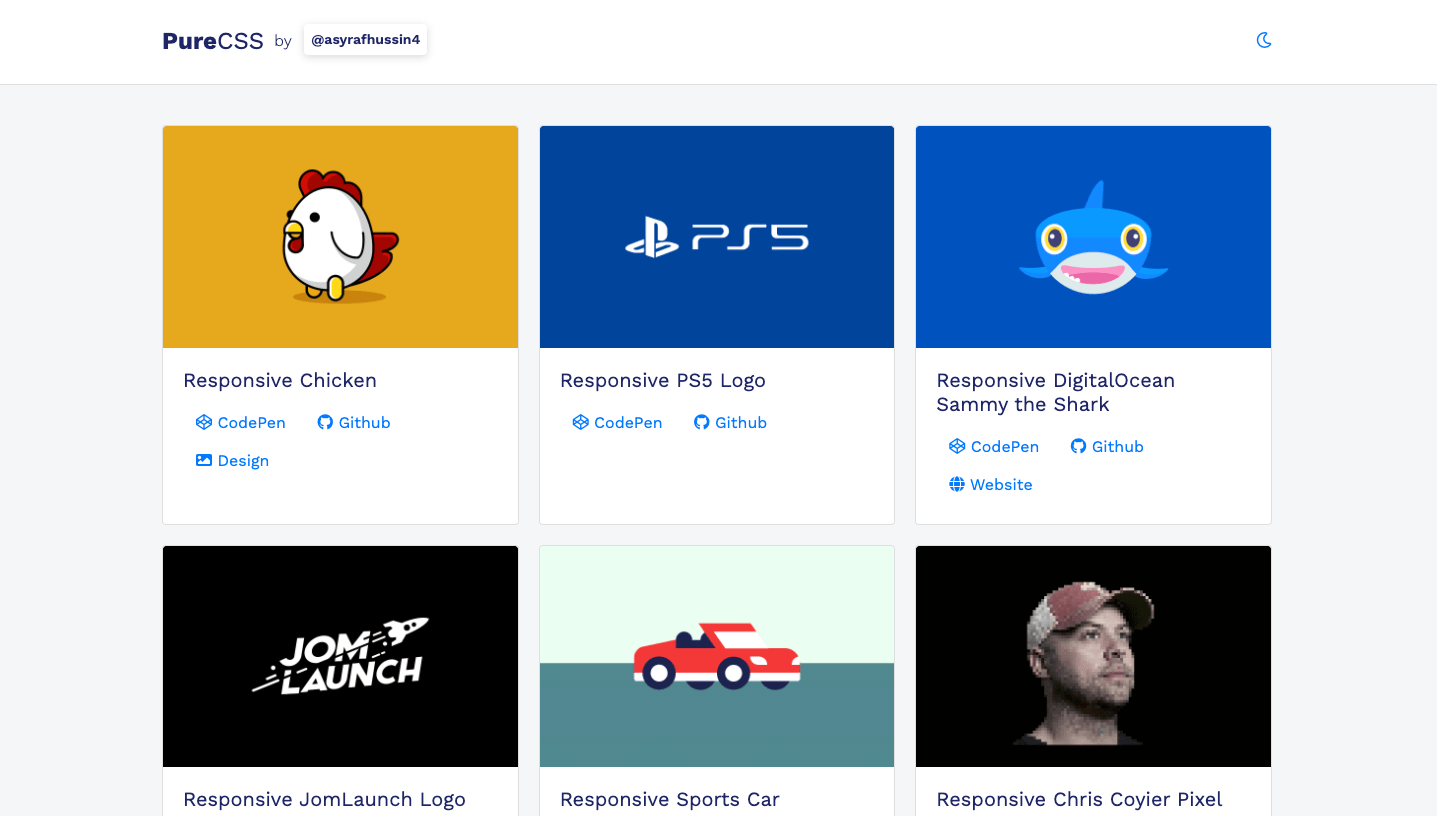 PureCSS by @asyrafhussin4
PS5
Responsive Chicken
CodePen Github
Design
Responsive PS5 Logo
CodePen Github
Responsive DigitalOcean
Sammy the Shark
CodePen Github
Website
JOM
LAUNCH
Responsive JomLaunch Logo
Responsive Sports Car
Responsive Chris Coyier Pixel